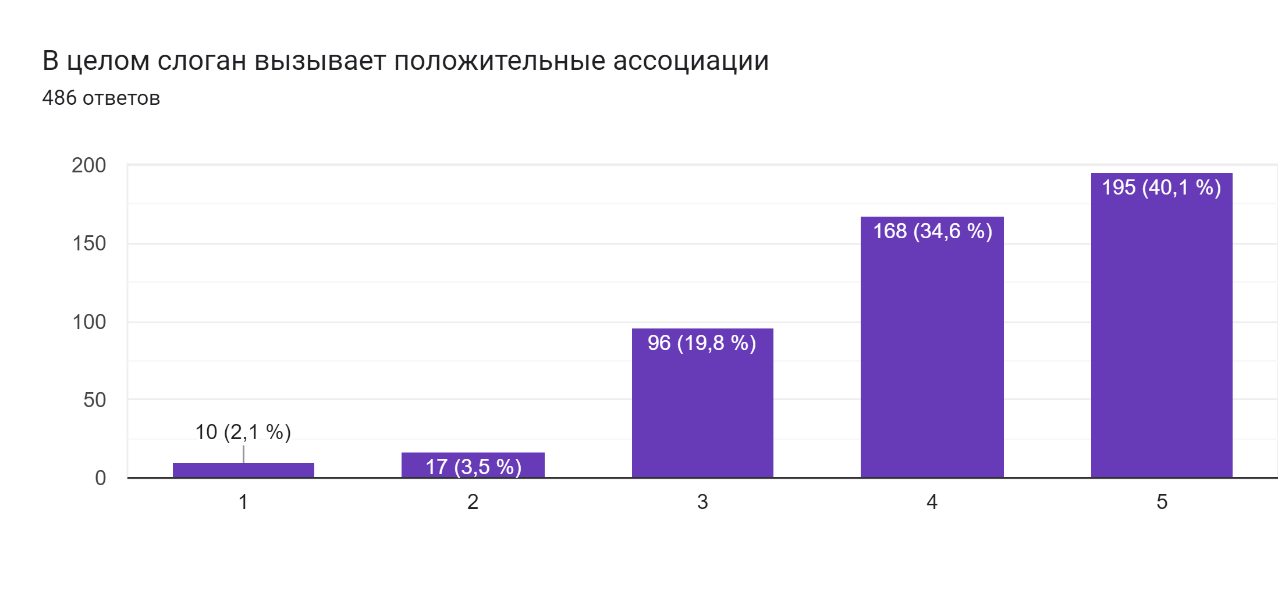 В целом слоган вызывает положительные ассоциации
486 ответов
200
150
100
50
0
10 (2,1 %)
17 (3,5 %)
96 (19,8 %)
168 (34,6 %)
195 (40,1 %)
1 2 3 4 5